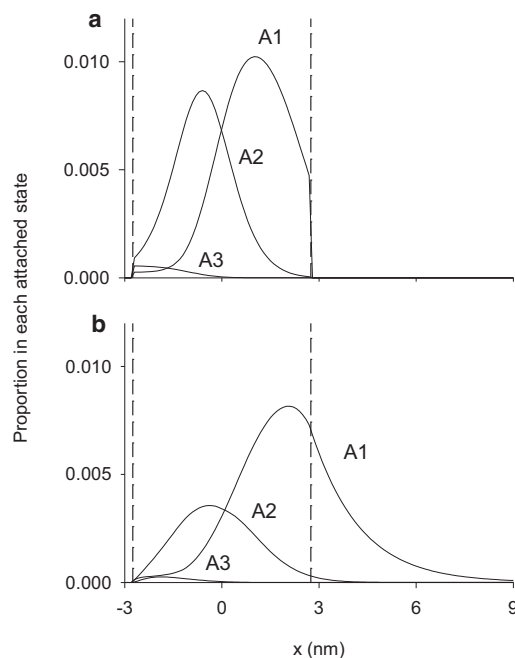 a
A1
0.010
A2
0.005
A3
0.000
Proportion in each attached state
b
0.010
A1
0.005
A2
A3
0.000
-3 0 3 6 9
x (nm)